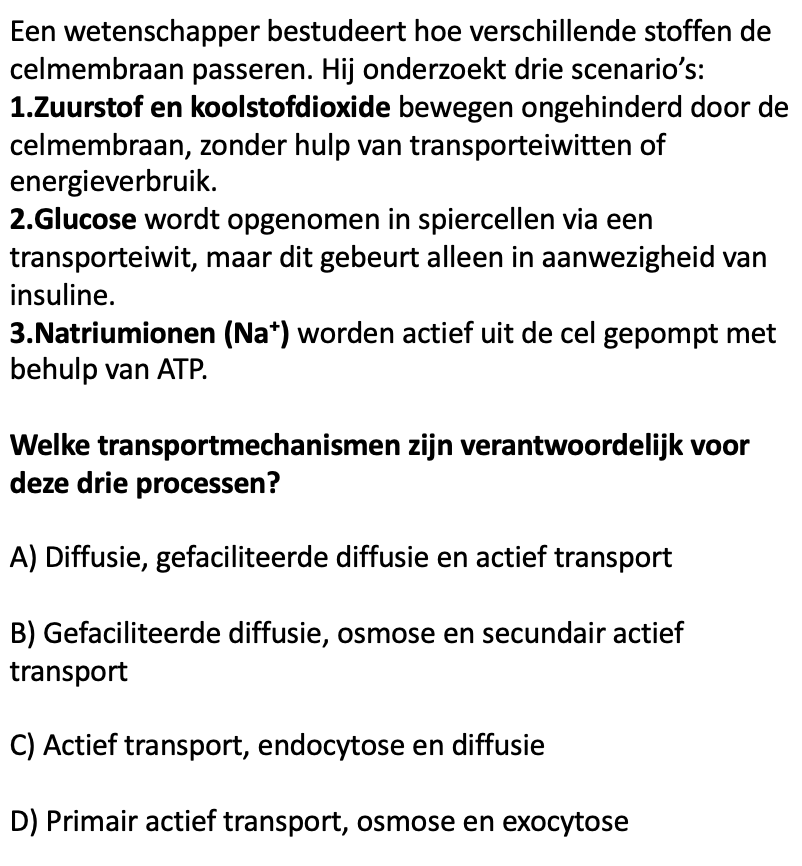 Een wetenschapper bestudeert hoe verschillende stoffen de
celmembraan passeren. Hij onderzoekt drie scenario’s:
1.Zuurstof en koolstofdioxide bewegen ongehinderd door de
celmembraan, zonder hulp van transporteiwitten of
energieverbruik.
2.Glucose wordt opgenomen in spiercellen via een
transporteiwit, maar dit gebeurt alleen in aanwezigheid van
insuline.
3.Natriumionen (Na⁺) worden actief uit de cel gepompt met
behulp van ATP.
Welke transportmechanismen zijn verantwoordelijk voor
deze drie processen?
A) Diffusie, gefaciliteerde diffusie en actief transport
B) Gefaciliteerde diffusie, osmose en secundair actief
transport
C) Actief transport, endocytose en diffusie
D) Primair actief transport, osmose en exocytose